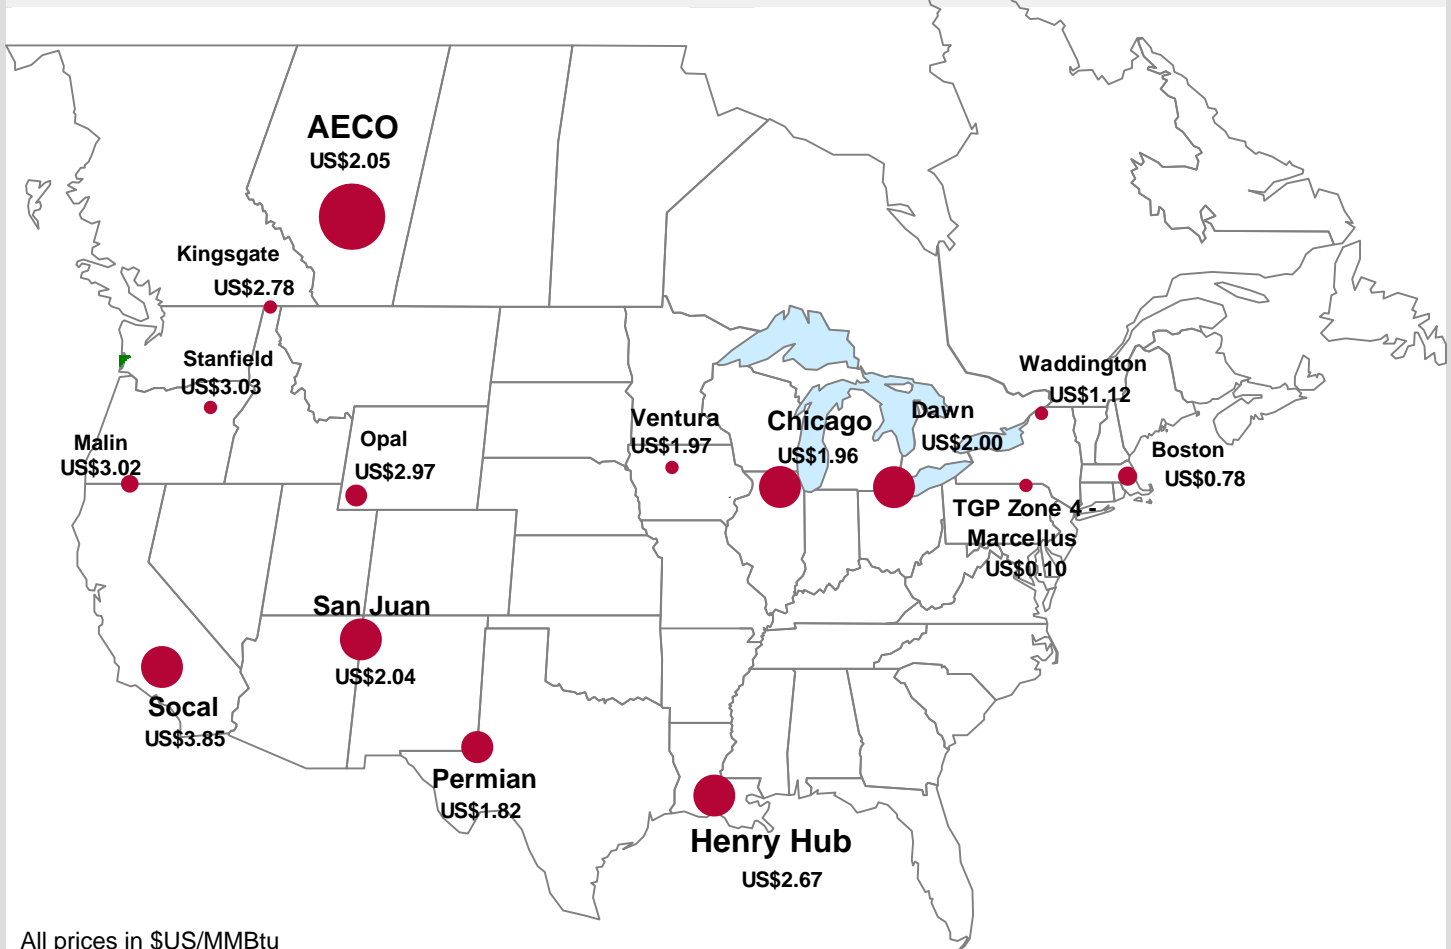 AECO
US$2.05
Kingsgate
US$2.78
Stanfield
US$3.03
Waddington
US$1.12
Ventura
US$1.97
Chicago
US$1.96
Dawn
US$2.00
Malin
US$3.02
Opal
US$2.97
Boston
US$0.78
TGP Zone 4 -
Marcellus
US$0.10
San Juan
US$2.04
Socal
US$3.85
Permian
US$1.82
Henry Hub
US$2.67
All prices in $US/MMBtu